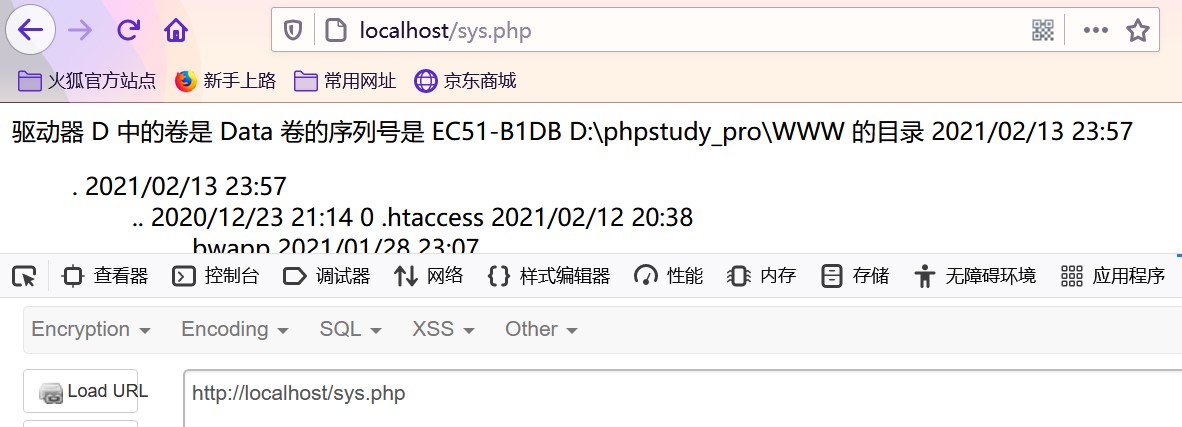 localhost/sys.php
火狐官方站点 新手上路 常用网址 京东商城
驱动器 D 中的卷是 Data 卷的序列号是 EC51-B1DB D:\phpstudy_pro\WWW 的目录 2021/02/13 23:57
. 2021/02/13 23:57
.. 2020/12/23 21:14 0 .htaccess 2021/02/12 20:38
bwapp 2021/01/28 23:07
查看器 控制台 调试器 网络 样式编辑器 性能 内存 存储 无障碍环境 应用程序
Encryption Encoding SQL XSS Other
Load URL http://localhost/sys.php